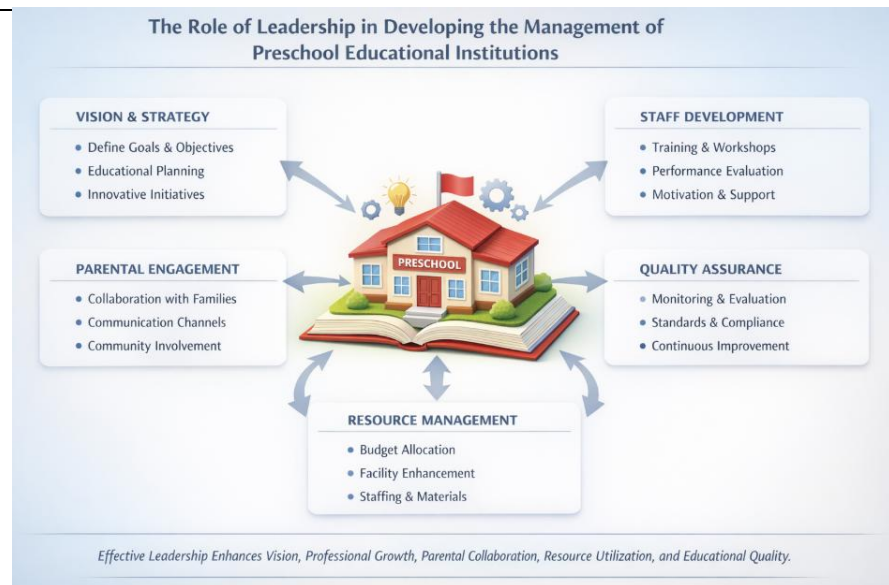 The Role of Leadership in Developing the Management of
Preschool Educational Institutions
VISION & STRATEGY
• Define Goals & Objectives
• Educational Planning
• Innovative Initiatives
STAFF DEVELOPMENT
• Training & Workshops
• Performance Evaluation
• Motivation & Support
PRESCHOOL
PARENTAL ENGAGEMENT
• Collaboration with Families
• Communication Channels
• Community Involvement
QUALITY ASSURANCE
• Monitoring & Evaluation
• Standards & Compliance
• Continuous Improvement
RESOURCE MANAGEMENT
• Budget Allocation
• Facility Enhancement
• Staffing & Materials
Effective Leadership Enhances Vision, Professional Growth, Parental Collaboration, Resource Utilization, and Educational Quality.